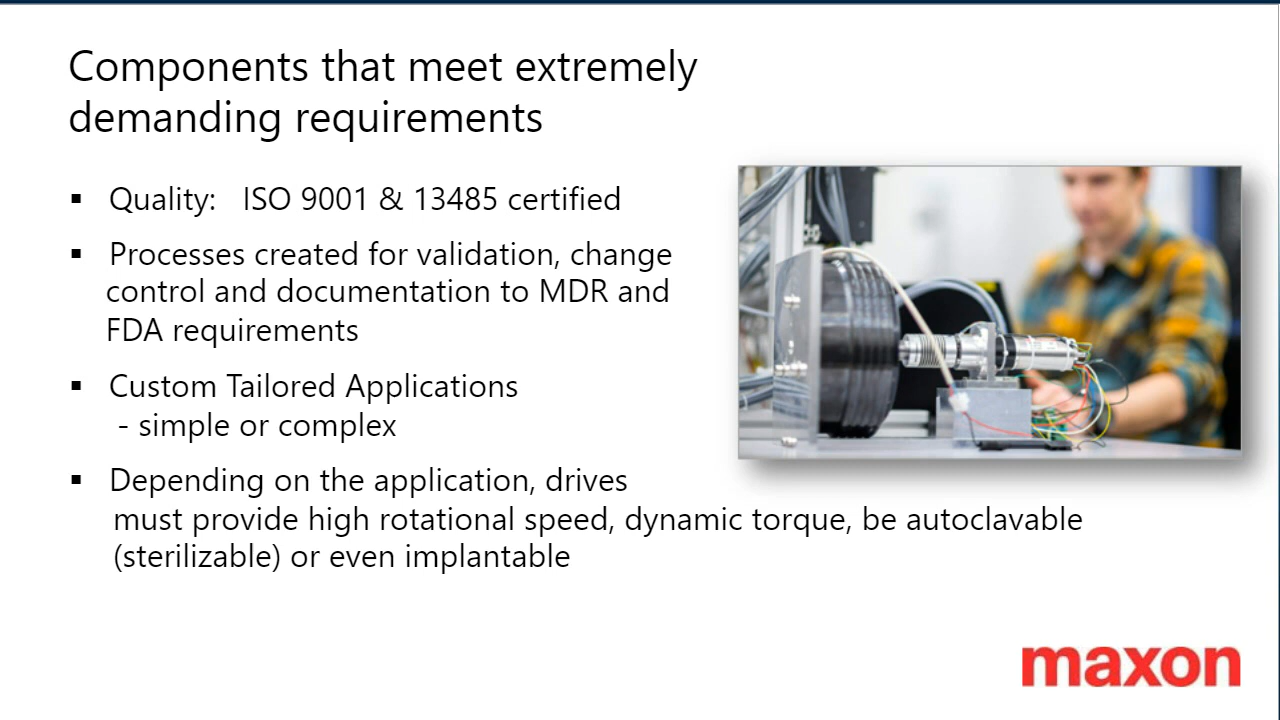 Components that meet extremely
demanding requirements
▪ Quality: ISO 9001 & 13485 certified
▪ Processes created for validation, change
control and documentation to MDR and
FDA requirements
▪ Custom Tailored Applications
- simple or complex
▪ Depending on the application, drives
must provide high rotational speed, dynamic torque, be autoclavable
(sterilizable) or even implantable
maxon